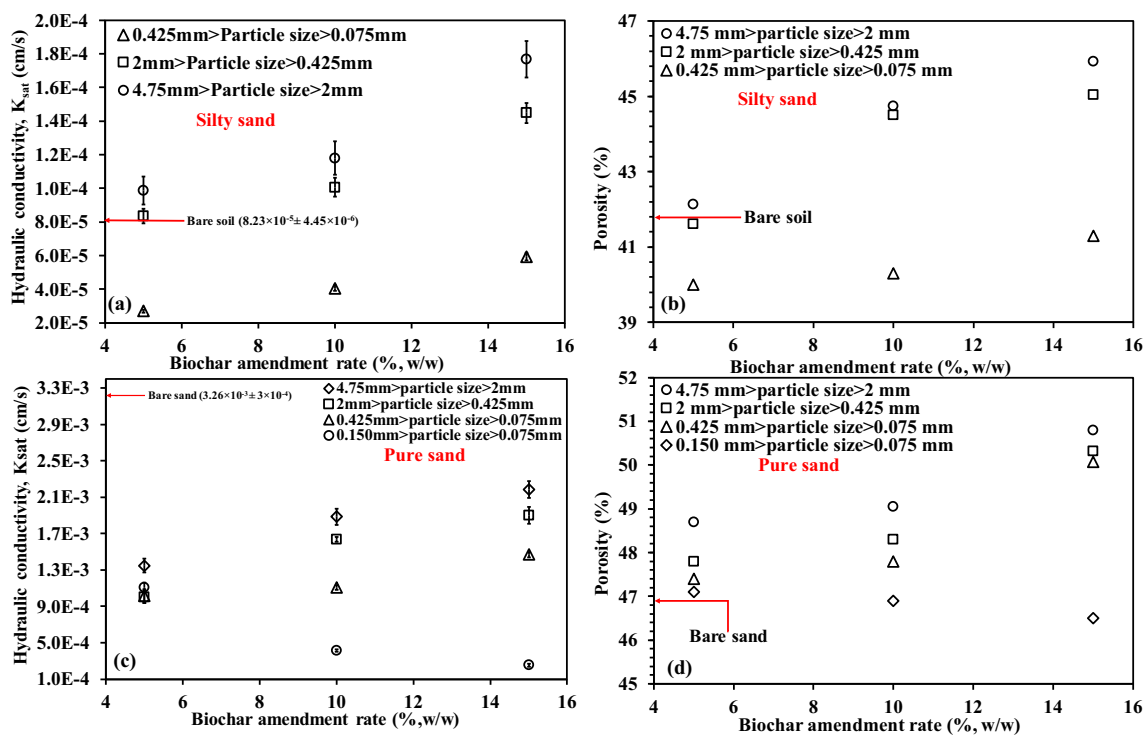 Hydraulic conductivity, Ksat (cm/s)
1.8E-4
1.6E-4
1.4E-4
1.2E-4
1.0E-4
8.0E-5
6.0E-5
4.0E-5
2.0E-5
0.425mm>Particle size>0.075mm
2mm>Particle size>0.425mm
4.75mm>Particle size>2mm
Silty sand
Bare soil (8.23×10⁻⁵± 4.45×10⁻⁶)
(a)
4 6 8 10 12 14 16
Biochar amendment rate (%, w/w)
Porosity (%)
47
45
43
41
39
4.75 mm>particle size>2 mm
2 mm>particle size>0.425 mm
0.425 mm>particle size>0.075 mm
Silty sand
Bare soil
(b)
4 6 8 10 12 14 16
Biochar amendment rate (%, w/w)
Hydraulic conductivity, Ksat (cm/s)
3.3E-3
2.9E-3
2.5E-3
2.1E-3
1.7E-3
1.3E-3
9.0E-4
5.0E-4
1.0E-4
Bare sand (3.26×10⁻³± 3×10⁻⁴)
4.75mm>particle size>2mm
2mm>particle size>0.425mm
0.425mm>particle size>0.075mm
0.150mm>particle size>0.075mm
Pure sand
(c)
4 6 8 10 12 14 16
Biochar amendment rate (%,w/w)
Porosity (%)
52
51
50
49
48
47
46
45
4.75 mm>particle size>2 mm
2 mm>particle size>0.425 mm
0.425 mm>particle size>0.075 mm
0.150 mm>particle size>0.075 mm
Pure sand
Bare sand
(d)
4 6 8 10 12 14 16
Biochar amendment rate (%, w/w)